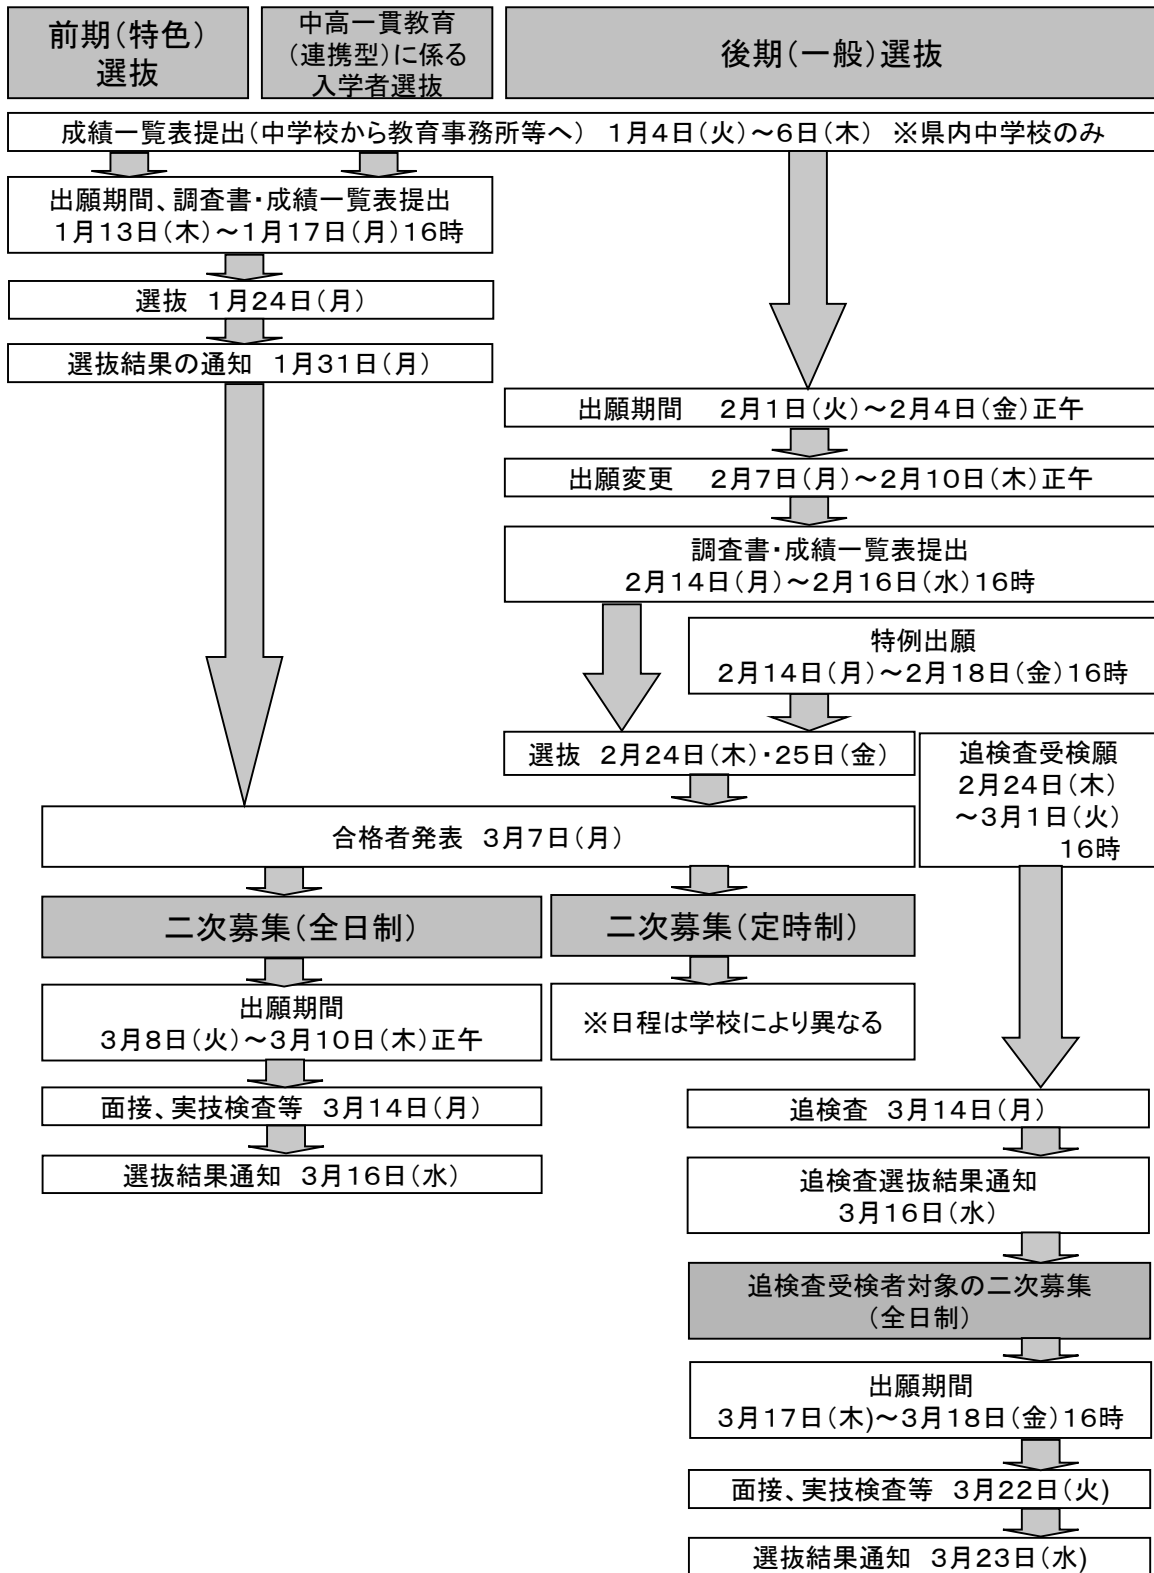 前期（特色）
選抜
中高一貫教育
（連携型）に係る
入学者選抜
後期（一般）選抜
成績一覧表提出（中学校から教育事務所等へ）　１月４日（火）～６日（木）　※県内中学校のみ
出願期間、調査書・成績一覧表提出
１月１３日（木）～１月１７日（月）１６時
選抜　１月２４日（月）
選抜結果の通知　１月３１日（月）
出願期間　　２月１日（火）～２月４日（金）正午
出願変更　　２月７日（月）～２月１０日（木）正午
調査書・成績一覧表提出
２月１４日（月）～２月１６日（水）１６時
特例出願
２月１４日（月）～２月１８日（金）１６時
選抜　２月２４日（木）・２５日（金）
追検査受検願
２月２４日（木）
～３月１日（火）
１６時
合格者発表　３月７日（月）
二次募集（全日制）
二次募集（定時制）
出願期間
３月８日（火）～３月１０日（木）正午
※日程は学校により異なる
面接、実技検査等　３月１４日（月）
選抜結果通知　３月１６日（水）
追検査　３月１４日（月）
追検査選抜結果通知
３月１６日（水）
追検査受検者対象の二次募集
（全日制）
出願期間
３月１７日（木)～３月１８日（金）１６時
面接、実技検査等　３月２２日（火)
選抜結果通知　３月２３日（水)